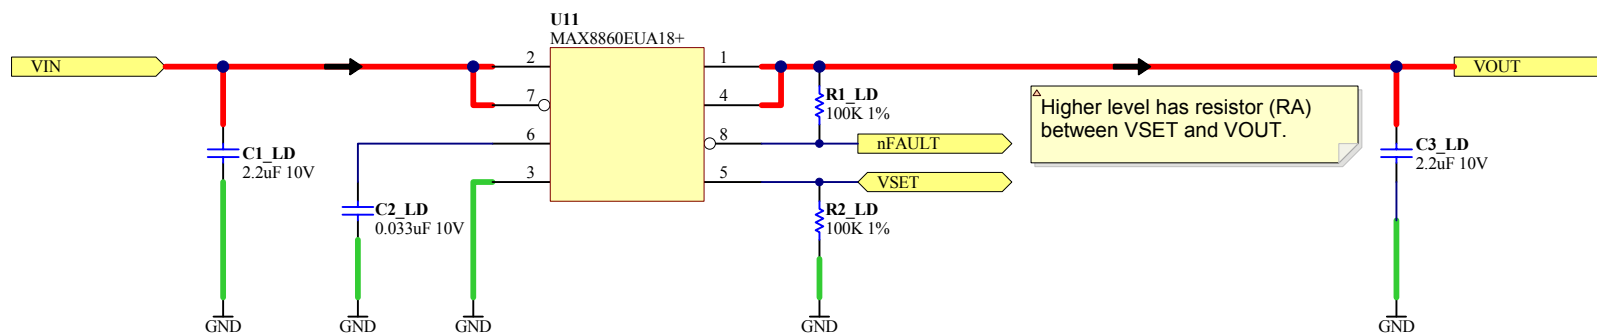 U11
MAX8860EUA18+
VIN
2
1
VOUT
7
4
R1_LD
100K 1%
Higher level has resistor (RA)
between VSET and VOUT.
6
8
nFAULT
C1_LD
2.2uF 10V
C3_LD
2.2uF 10V
3
5
VSET
C2_LD
0.033uF 10V
R2_LD
100K 1%
GND
GND
GND
GND
GND